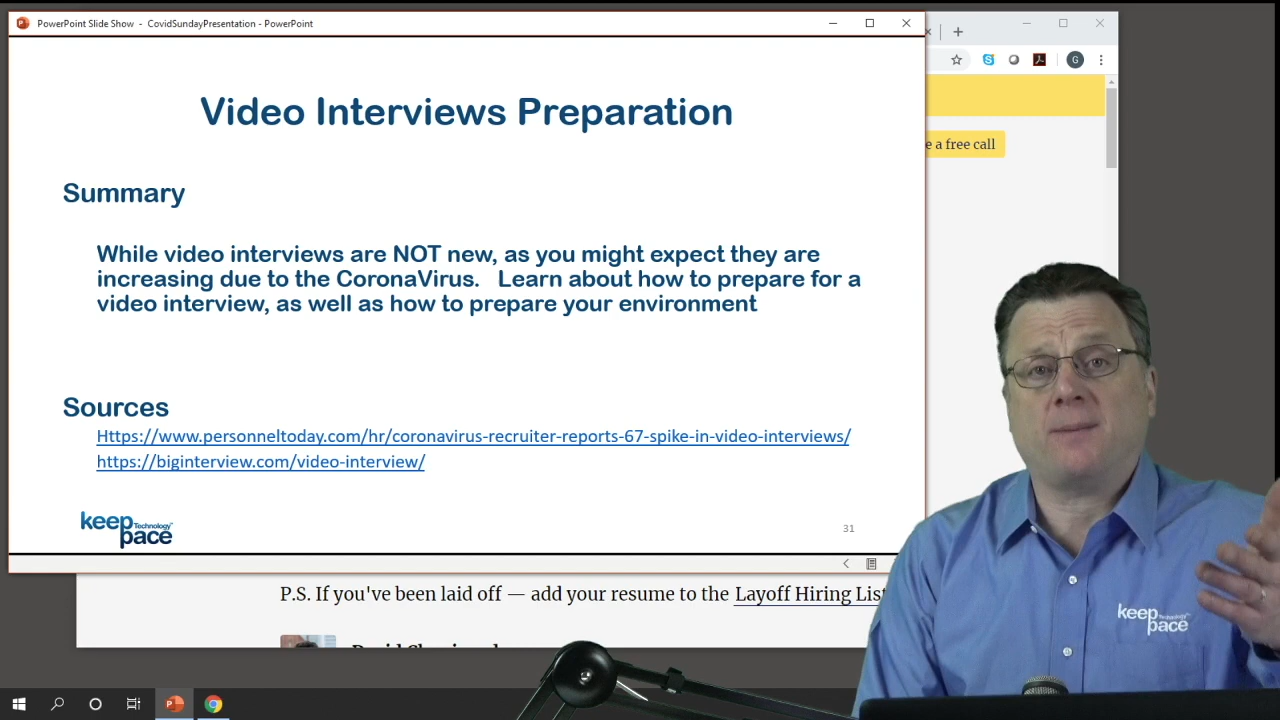 PowerPoint Slide Show - CovidSundayPresentation - PowerPoint
Video Interviews Preparation
Summary
While video interviews are NOT new, as you might expect they are
increasing due to the CoronaVirus. Learn about how to prepare for a
video interview, as well as how to prepare your environment
Sources
Https://www.personneltoday.com/hr/coronavirus-recruiter-reports-67-spike-in-video-interviews/
https://biginterview.com/video-interview/
keep
Technology™
pace
31
G
e a free call
P.S. If you've been laid off — add your resume to the Layoff Hiring List
keep
Technology™
pace